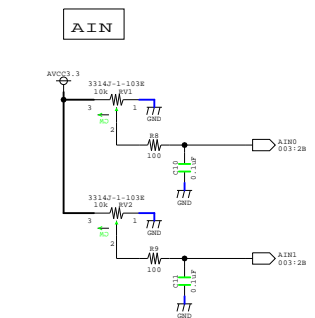 AIN
AVCC3.3
3314J-1-103E
10k RV1
3 1
CW
GND
2
R8
AIN0
003:2B
100
C10
0.1uF
GND
3314J-1-103E
10k RV2
3 1
CW
GND
2
R9
AIN1
003:2B
100
C11
0.1uF
GND